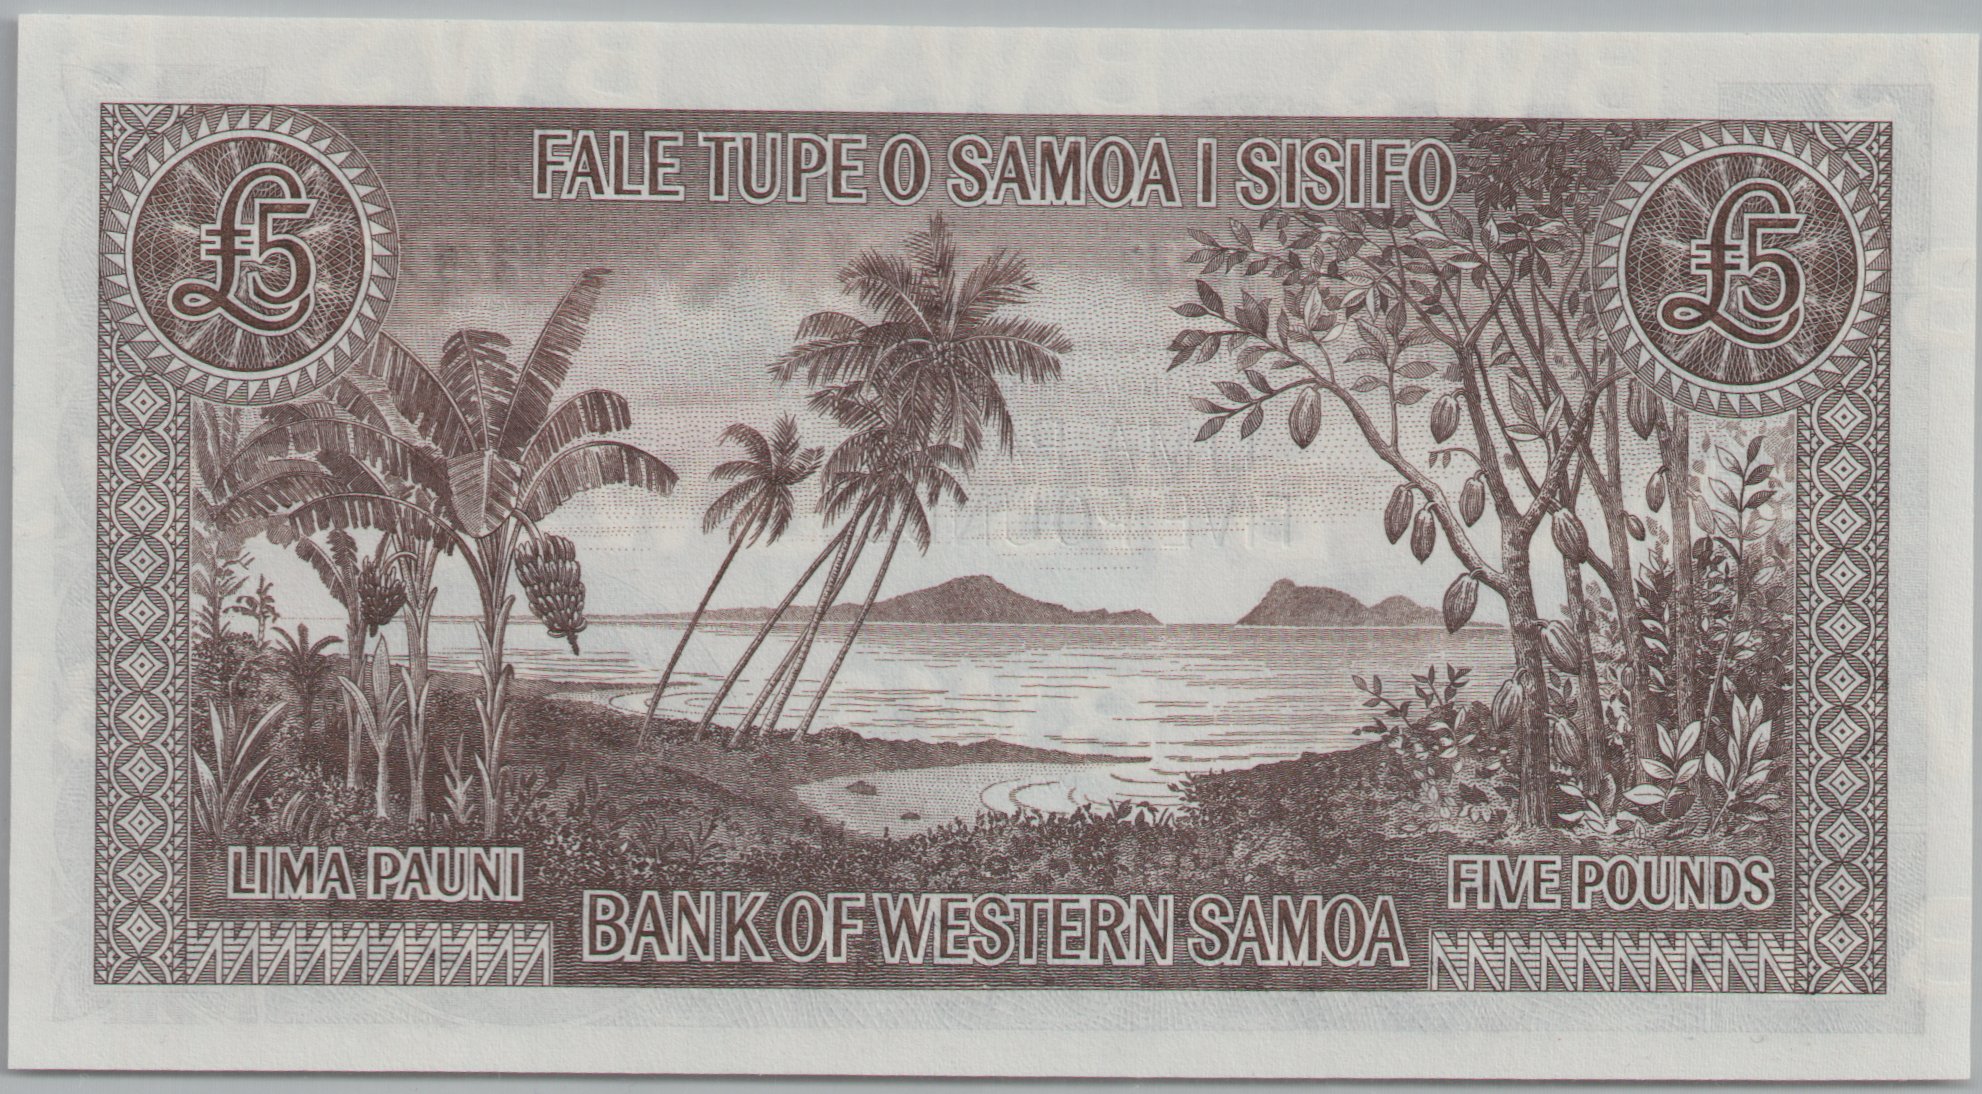 FALE TUPE O SAMOA I SISIFO
£5
£5
LIMA PAUNI
FIVE POUNDS
BANK OF WESTERN SAMOA